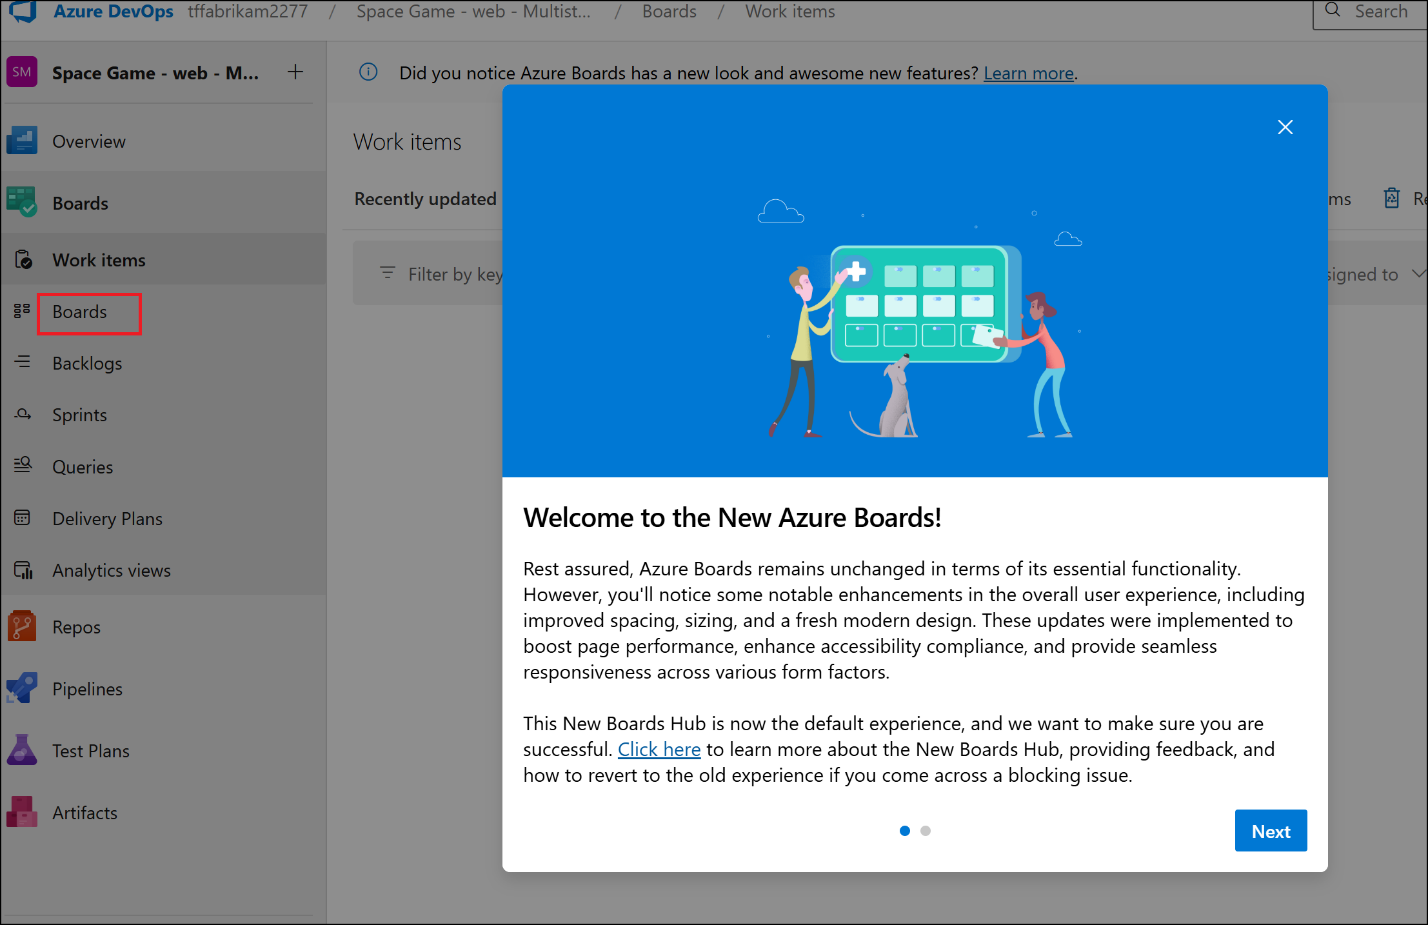 Azure DevOps tffabrikam2277 / Space Game - web - Multist... / Boards / Work items Search
SM Space Game - web - M... +
Did you notice Azure Boards has a new look and awesome new features? Learn more.
Overview
Boards
Work items
Boards
Backlogs
Sprints
Queries
Delivery Plans
Analytics views
Repos
Pipelines
Test Plans
Artifacts
Work items
Recently updated
Filter by
Welcome to the New Azure Boards!
Rest assured, Azure Boards remains unchanged in terms of its essential functionality.
However, you'll notice some notable enhancements in the overall user experience, including
improved spacing, sizing, and a fresh modern design. These updates were implemented to
boost page performance, enhance accessibility compliance, and provide seamless
responsiveness across various form factors.
This New Boards Hub is now the default experience, and we want to make sure you are
successful. Click here to learn more about the New Boards Hub, providing feedback, and
how to revert to the old experience if you come across a blocking issue.
Next
to